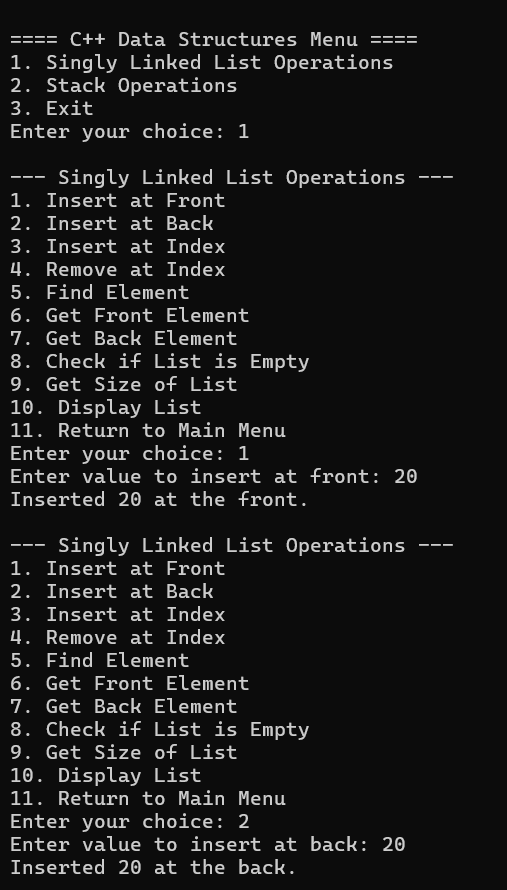 ==== C++ Data Structures Menu ====
1. Singly Linked List Operations
2. Stack Operations
3. Exit
Enter your choice: 1
--- Singly Linked List Operations ---
1. Insert at Front
2. Insert at Back
3. Insert at Index
4. Remove at Index
5. Find Element
6. Get Front Element
7. Get Back Element
8. Check if List is Empty
9. Get Size of List
10. Display List
11. Return to Main Menu
Enter your choice: 1
Enter value to insert at front: 20
Inserted 20 at the front.
--- Singly Linked List Operations ---
1. Insert at Front
2. Insert at Back
3. Insert at Index
4. Remove at Index
5. Find Element
6. Get Front Element
7. Get Back Element
8. Check if List is Empty
9. Get Size of List
10. Display List
11. Return to Main Menu
Enter your choice: 2
Enter value to insert at back: 20
Inserted 20 at the back.